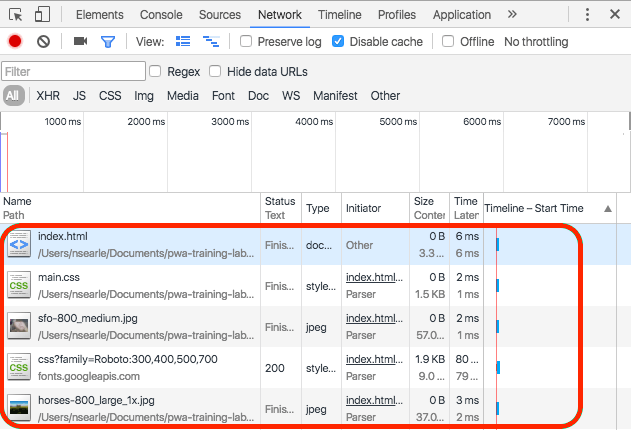 Elements Console Sources Network Timeline Profiles Application »
View: Preserve log Disable cache Offline No throttling
Filter Regex Hide data URLs
All XHR JS CSS Img Media Font Doc WS Manifest Other
1000 ms 2000 ms 3000 ms 4000 ms 5000 ms 6000 ms 7000 ms
Name Status Type Initiator Size Time Timeline – Start Time
Path Text Conter Later
index.html Finis... doc... Other 0 B 6 ms
/Users/nsearle/Documents/pwa-training-lab... 3.3 ... 6 ms
main.css Finis... style... index.html... 0 B 2 ms
/Users/nsearle/Documents/pwa-training-lab... Parser 1.5 KB 1 ms
sfo-800_medium.jpg Finis... jpeg index.html... 0 B 2 ms
/Users/nsearle/Documents/pwa-training-lab... Parser 57.0... 1 ms
css?family=Roboto:300,400,500,700 200 style... index.html... 1.9 KB 80 ...
fonts.googleapis.com Parser 9.0 ... 79 ...
horses-800_large_1x.jpg Finis... jpeg index.html... 0 B 3 ms
/Users/nsearle/Documents/pwa-training-lab... Parser 37.0... 2 ms